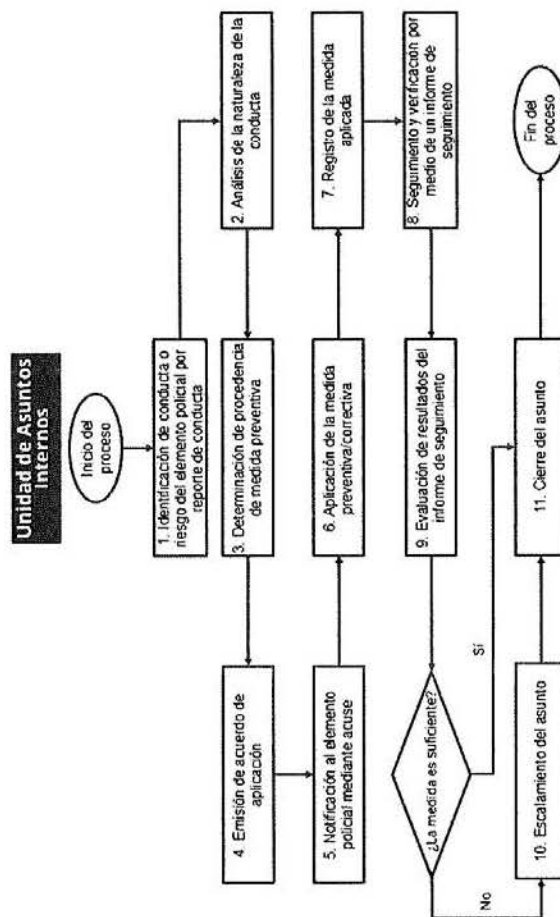 Unidad de Asuntos
Internos
Inicio del
proceso
1. Identificación de conducta o
riesgo del elemento policial por
reporte de conducta
2. Análisis de la naturaleza de la
conducta
3. Determinación de procedencia
de medida preventiva
4. Emisión de acuerdo de
aplicación
5. Notificación al elemento
policial mediante acuse
6. Aplicación de la medida
preventiva/correctiva
7. Registro de la medida
aplicada
8. Seguimiento y verificación por
medio de un informe de
seguimiento
9. Evaluación de resultados del
informe de seguimiento
¿La medida es suficiente?
No
Sí
10. Escalamiento del asunto
11. Cierre del asunto
Fin del
proceso